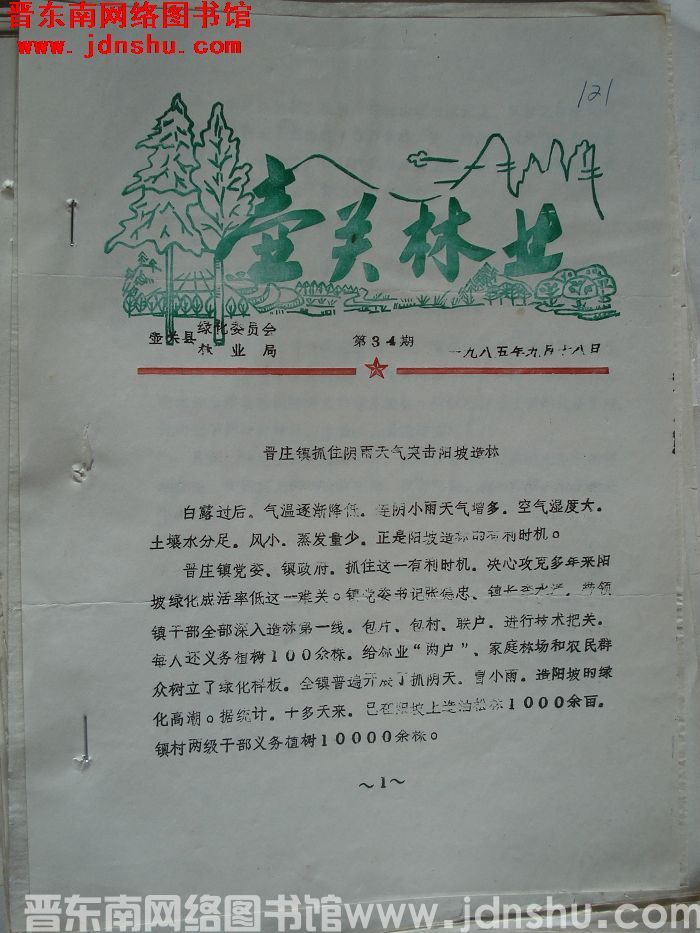 晋东南网络图书馆
www.jdnshu.com
121
壶关林业
壶关县 绿化委员会
林业局
第34期
一九八五年九月十八日
晋庄镇抓住阴雨天气突击阳坡造林
白露过后。气温逐渐降低．连阴小雨天气增多．空气湿度大．
土壤水分足．风小．蒸发量少．正是阳坡造林的有利时机。
晋庄镇党委、镇政府．抓住这一有利时机．决心攻克多年来阳
坡绿化成活率低这一难关。镇党委书记张德忠、镇长李 带领
镇干部全部深入造林第一线．包片、包村、联户．进行技术把关．
每人还义务植树100余株．给林业“两户”、家庭林场和农民群
众树立了绿化样板．全镇普遍开展了抓阴天．冒小雨．造阳坡的绿
化高潮。据统计．十多天来．已在阳坡上造油松林1000余亩．
镇村两级干部义务植树10000余株。
～1～
晋东南网络图书馆www.jdnshu.com